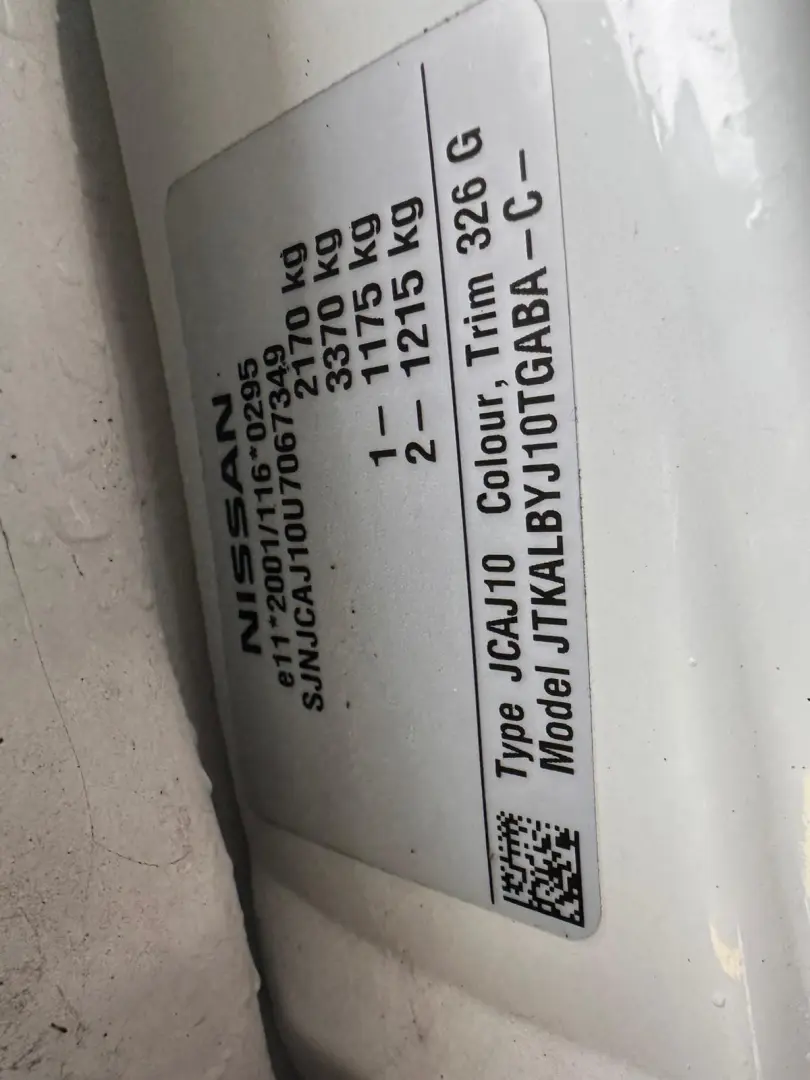 NISSAN
e11*2001/116*0295
SJNJCAJ10U7067349
2170 kg
3370 kg
1- 1175 kg
2- 1215 kg
Type JCAJ10 Colour, Trim 326 G
Model JTKALBYJ10TGABA-C-